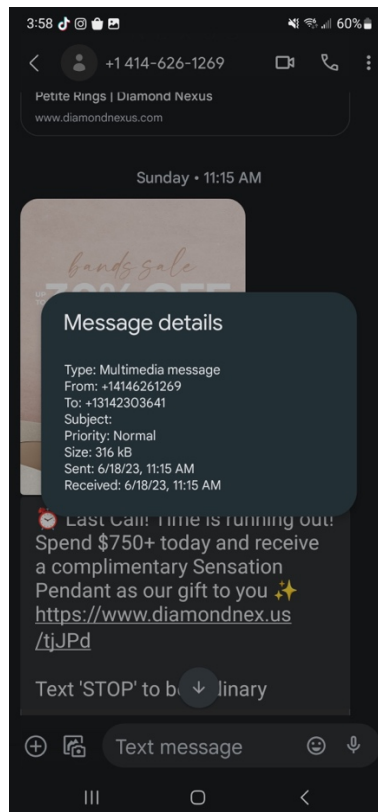 3:58
60%
+1 414-626-1269
Petite Rings | Diamond Nexus
www.diamondnexus.com
Sunday • 11:15 AM
bands sale
Message details
Type: Multimedia message
From: +14146261269
To: +13142303641
Subject:
Priority: Normal
Size: 316 kB
Sent: 6/18/23, 11:15 AM
Received: 6/18/23, 11:15 AM
⏰ Last Call! Time is running out!
Spend $750+ today and receive
a complimentary Sensation
Pendant as our gift to you ✨
https://www.diamondnex.us
/tjJPd
Text 'STOP' to b
Text message